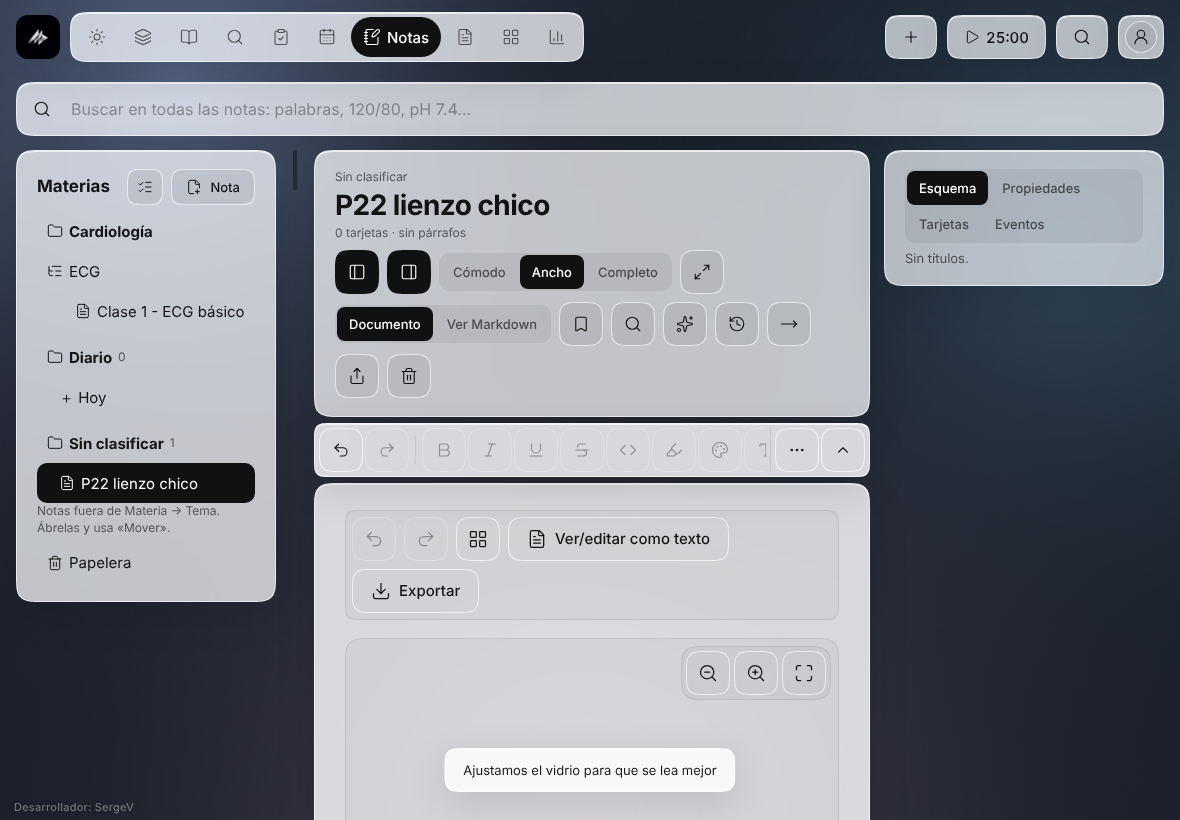 Notas
25:00
Buscar en todas las notas: palabras, 120/80, pH 7.4...
Materias
Nota
Cardiología
ECG
Clase 1 - ECG básico
Diario 0
+ Hoy
Sin clasificar 1
P22 lienzo chico
Notas fuera de Materia → Tema.
Ábrelas y usa «Mover».
Papelera
Sin clasificar
P22 lienzo chico
0 tarjetas · sin párrafos
Cómodo Ancho Completo
Documento Ver Markdown
Ver/editar como texto
Exportar
Esquema Propiedades
Tarjetas Eventos
Sin títulos.
Ajustamos el vidrio para que se lea mejor
Desarrollador: SergeV